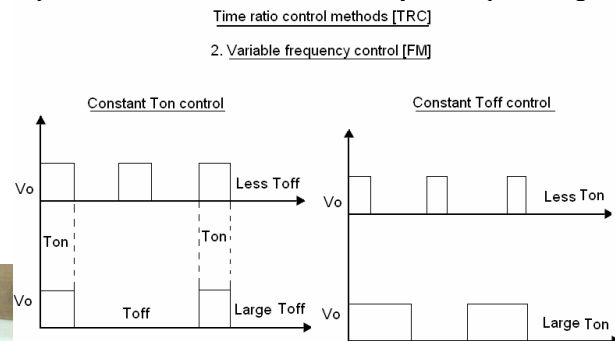 Time ratio control methods [TRC]
2. Variable frequency control [FM]
Constant Ton control
Constant Toff control
Vo
Less Toff
Ton
Ton
Vo
Toff
Large Toff
Vo
Less Ton
Vo
Large Ton